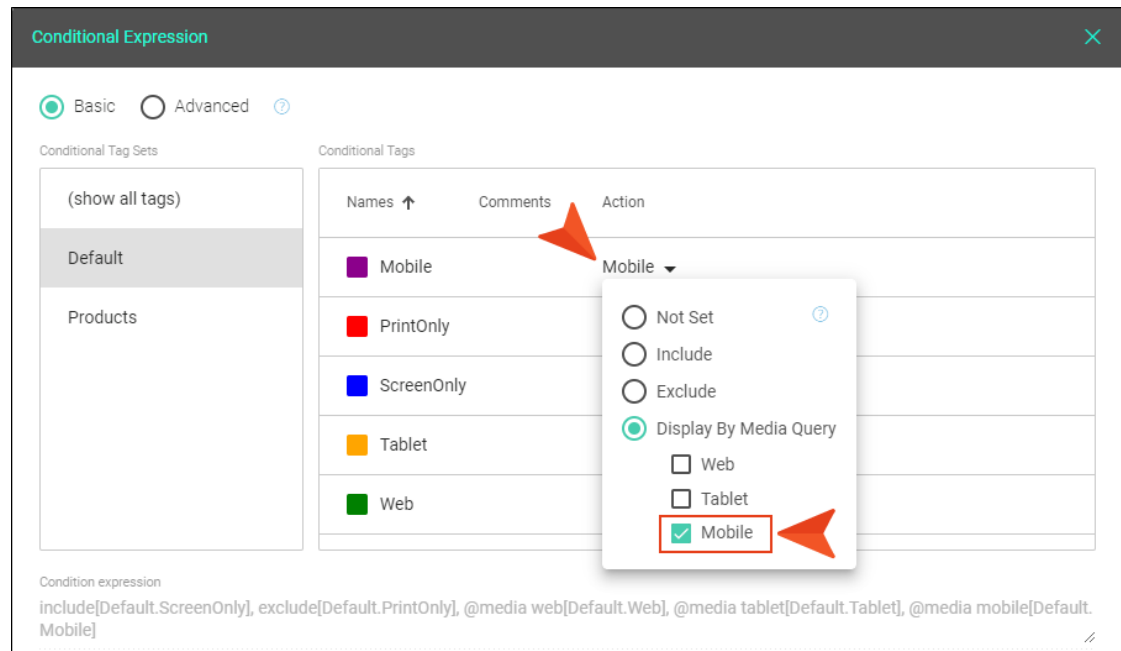 Conditional Expression
Basic Advanced ?
Conditional Tag Sets
Conditional Tags
(show all tags)
Default
Products
Names Comments Action
Mobile Mobile
PrintOnly
ScreenOnly
Tablet
Web
Not Set ?
Include
Exclude
Display By Media Query
Web
Tablet
Mobile
Condition expression
include[Default.ScreenOnly], exclude[Default.PrintOnly], @media web[Default.Web], @media tablet[Default.Tablet], @media mobile[Default.
Mobile]